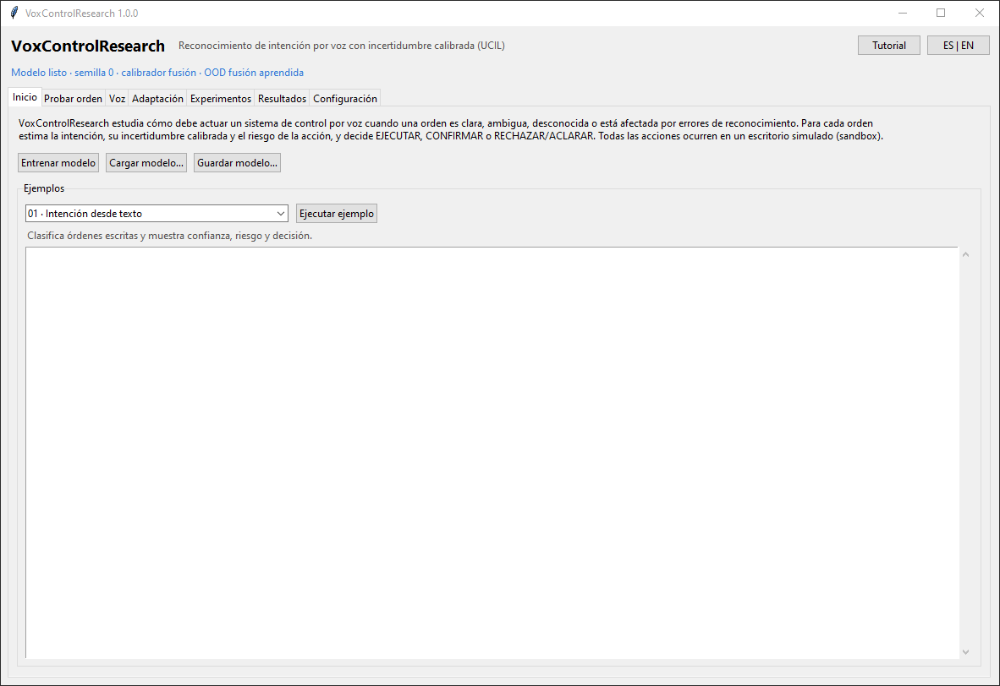 VoxControlResearch 1.0.0
VoxControlResearch Reconocimiento de intención por voz con incertidumbre calibrada (UCIL) Tutorial ES | EN
Modelo listo · semilla 0 · calibrador fusión · OOD fusión aprendida
Inicio Probar orden Voz Adaptación Experimentos Resultados Configuración
VoxControlResearch estudia cómo debe actuar un sistema de control por voz cuando una orden es clara, ambigua, desconocida o está afectada por errores de reconocimiento. Para cada orden
estima la intención, su incertidumbre calibrada y el riesgo de la acción, y decide EJECUTAR, CONFIRMAR o RECHAZAR/ACLARAR. Todas las acciones ocurren en un escritorio simulado (sandbox).
Entrenar modelo Cargar modelo... Guardar modelo...
Ejemplos
01 · Intención desde texto Ejecutar ejemplo
Clasifica órdenes escritas y muestra confianza, riesgo y decisión.